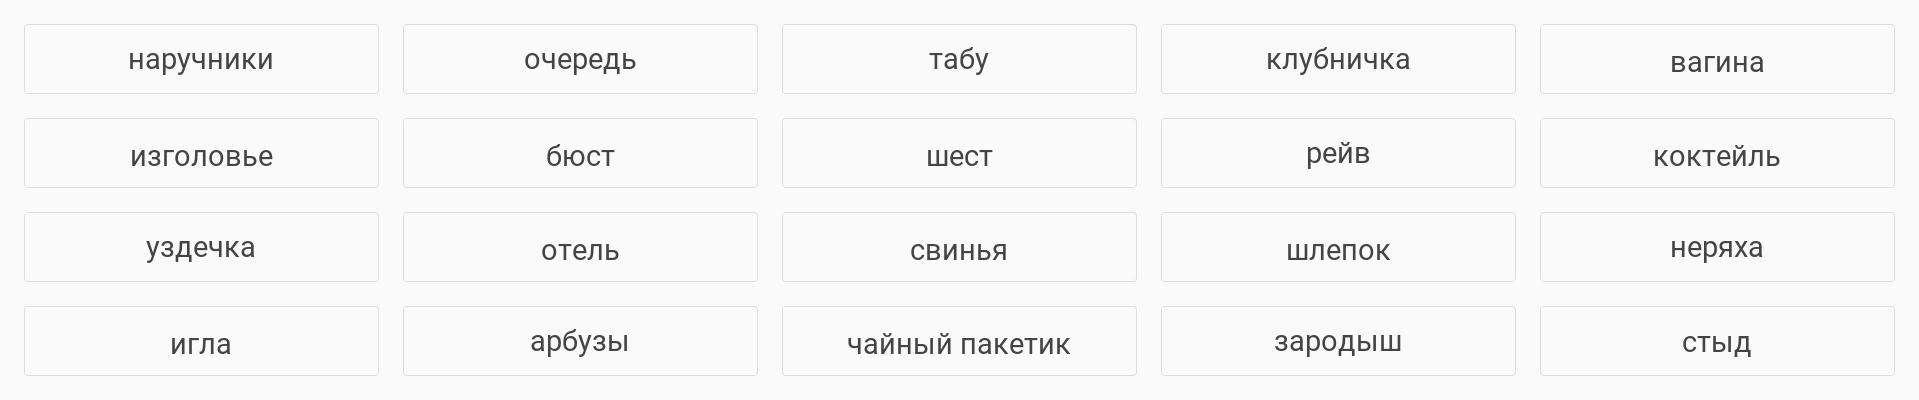 наручники
очередь
табу
клубничка
вагина
изголовье
бюст
шест
рейв
коктейль
уздечка
отель
свинья
шлепок
неряха
игла
арбузы
чайный пакетик
зародыш
стыд